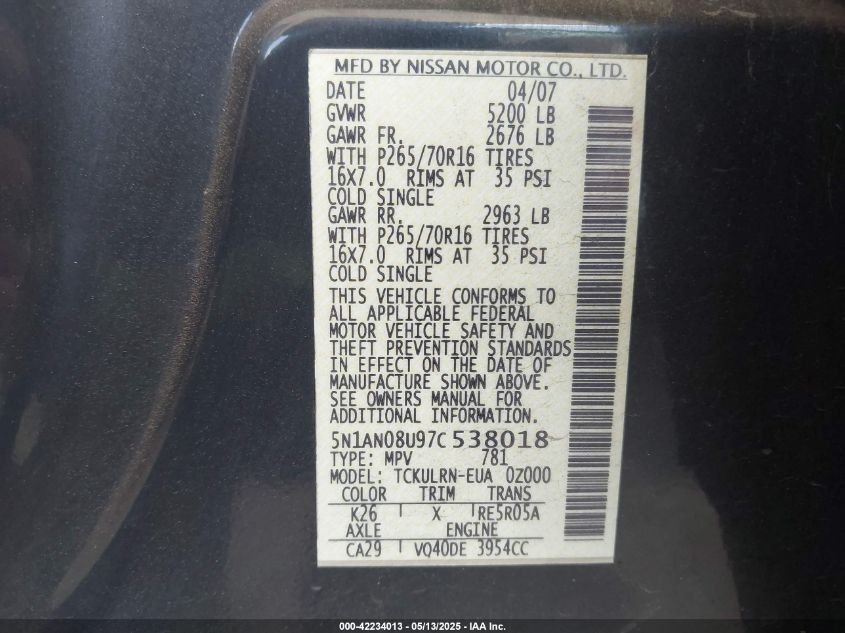 MFD BY NISSAN MOTOR CO., LTD.
DATE 04/07
GVWR 5200 LB
GAWR FR. 2676 LB
WITH P265/70R16 TIRES
16X7.0 RIMS AT 35 PSI
COLD SINGLE
GAWR RR. 2963 LB
WITH P265/70R16 TIRES
16X7.0 RIMS AT 35 PSI
COLD SINGLE
THIS VEHICLE CONFORMS TO
ALL APPLICABLE FEDERAL
MOTOR VEHICLE SAFETY AND
THEFT PREVENTION STANDARDS
IN EFFECT ON THE DATE OF
MANUFACTURE SHOWN ABOVE.
SEE OWNERS MANUAL FOR
ADDITIONAL INFORMATION.
5N1AN08U97C538018
TYPE: MPV 781
MODEL: TCKULRN-EUA 0Z000
COLOR TRIM TRANS
K26 X RE5R05A
AXLE ENGINE
CA29 VQ40DE 3954CC
000-42234013 - 05/13/2025 - IAA Inc.